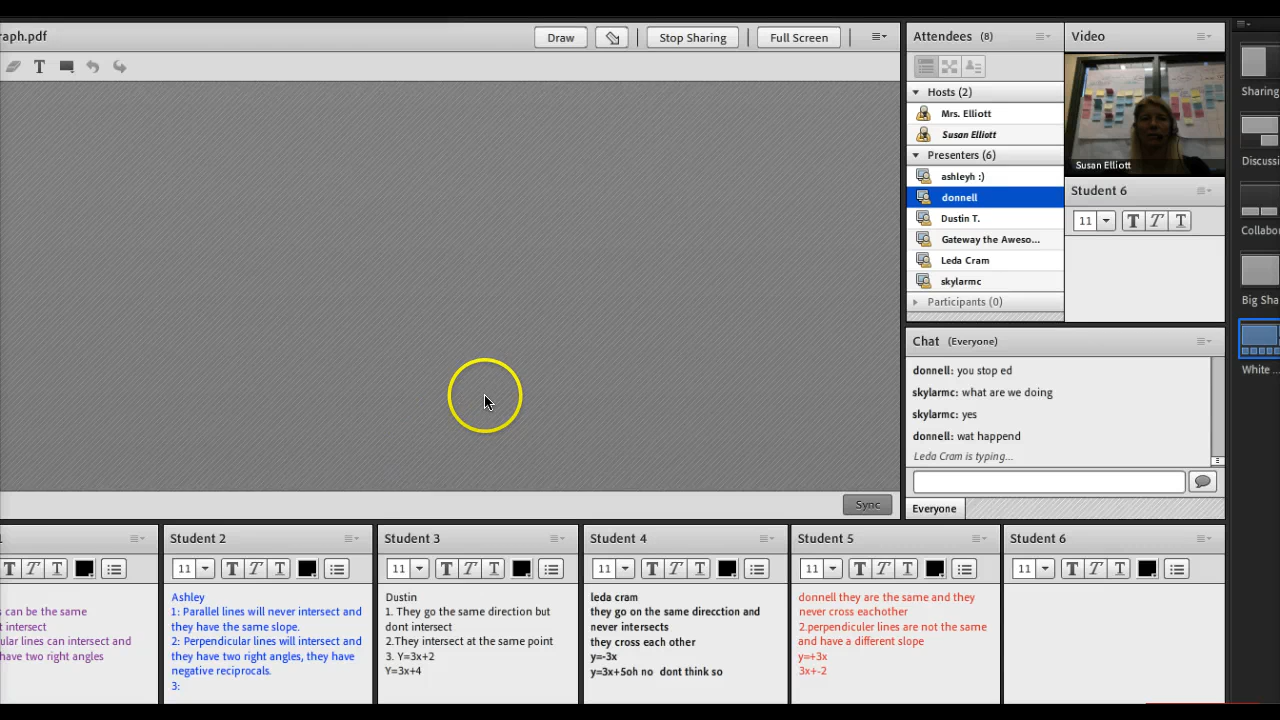 raph.pdf
Draw
Stop Sharing
Full Screen
T
Sync
Attendees (8)
Hosts (2)
Mrs. Elliott
Susan Elliott
Presenters (6)
ashleyh :)
donnell
Dustin T.
Gateway the Aweso...
Leda Cram
skylarmc
Participants (0)
Video
Susan Elliott
Student 6
11 T T T
Chat (Everyone)
donnell: you stop ed
skylarmc: what are we doing
skylarmc: yes
donnell: wat happend
Leda Cram is typing...
Everyone
Sharing
Discussi
Collabor
Big Sha
White ...
1
T T T
s can be the same
t intersect
ular lines can intersect and
have two right angles
Student 2
11 T T T
Ashley
1: Parallel lines will never intersect and
they have the same slope.
2: Perpendicular lines will intersect and
they have two right angles, they have
negative reciprocals.
3:
Student 3
11 T T T
Dustin
1. They go the same direction but
dont intersect
2.They intersect at the same point
3. Y=3x+2
Y=3x+4
Student 4
11 T T T
leda cram
they go on the same direction and
never intersects
they cross each other
y=-3x
y=3x+5oh no dont think so
Student 5
11 T T T
donnell they are the same and they
never cross eachother
2.perpendiculer lines are not the same
and have a different slope
y=+3x
3x+-2
Student 6
11 T T T